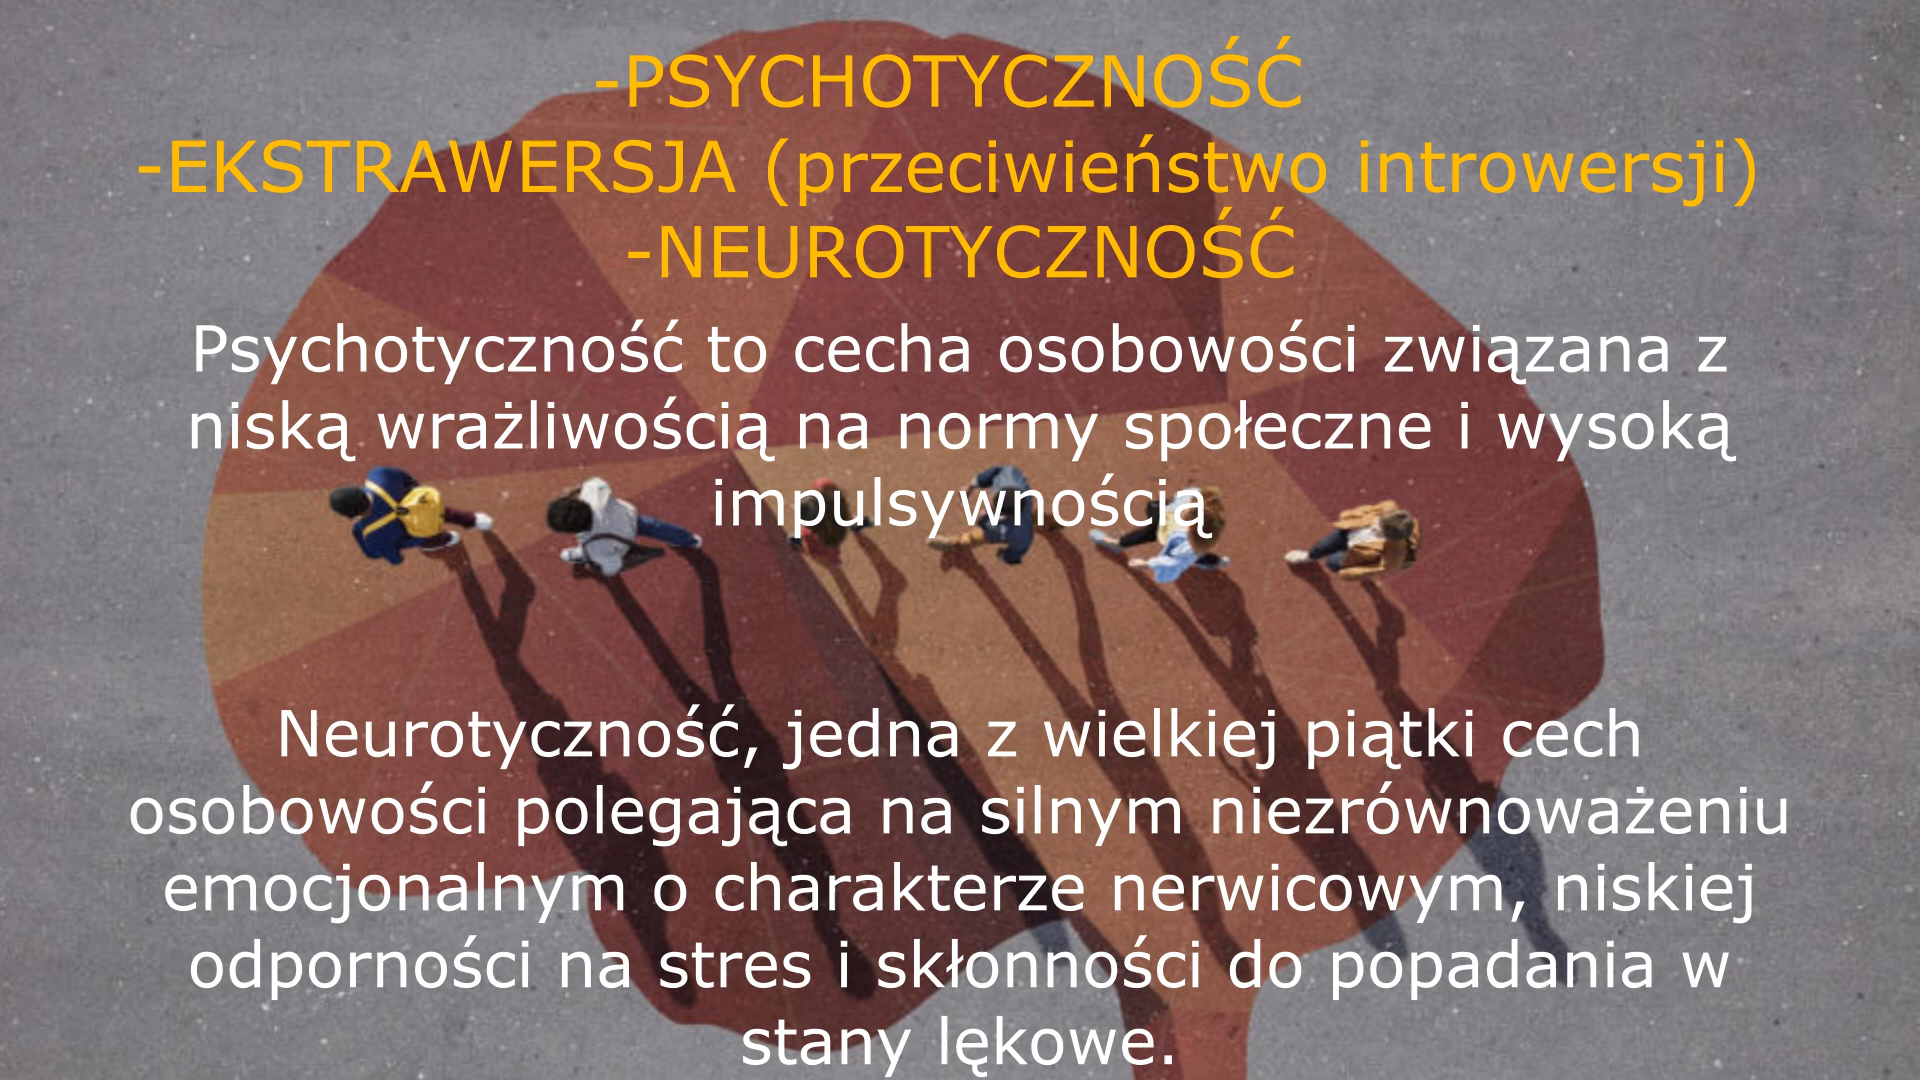 -PSYCHOTYCZNOŚĆ
-EKSTRAWERSJA (przeciwieństwo introwersji)
-NEUROTYCZNOŚĆ
Psychotyczność to cecha osobowości związana z
niską wrażliwością na normy społeczne i wysoką
impulsywnością
Neurotyczność, jedna z wielkiej piątki cech
osobowości polegająca na silnym niezrównoważeniu
emocjonalnym o charakterze nerwicowym, niskiej
odporności na stres i skłonności do popadania w
stany lękowe.